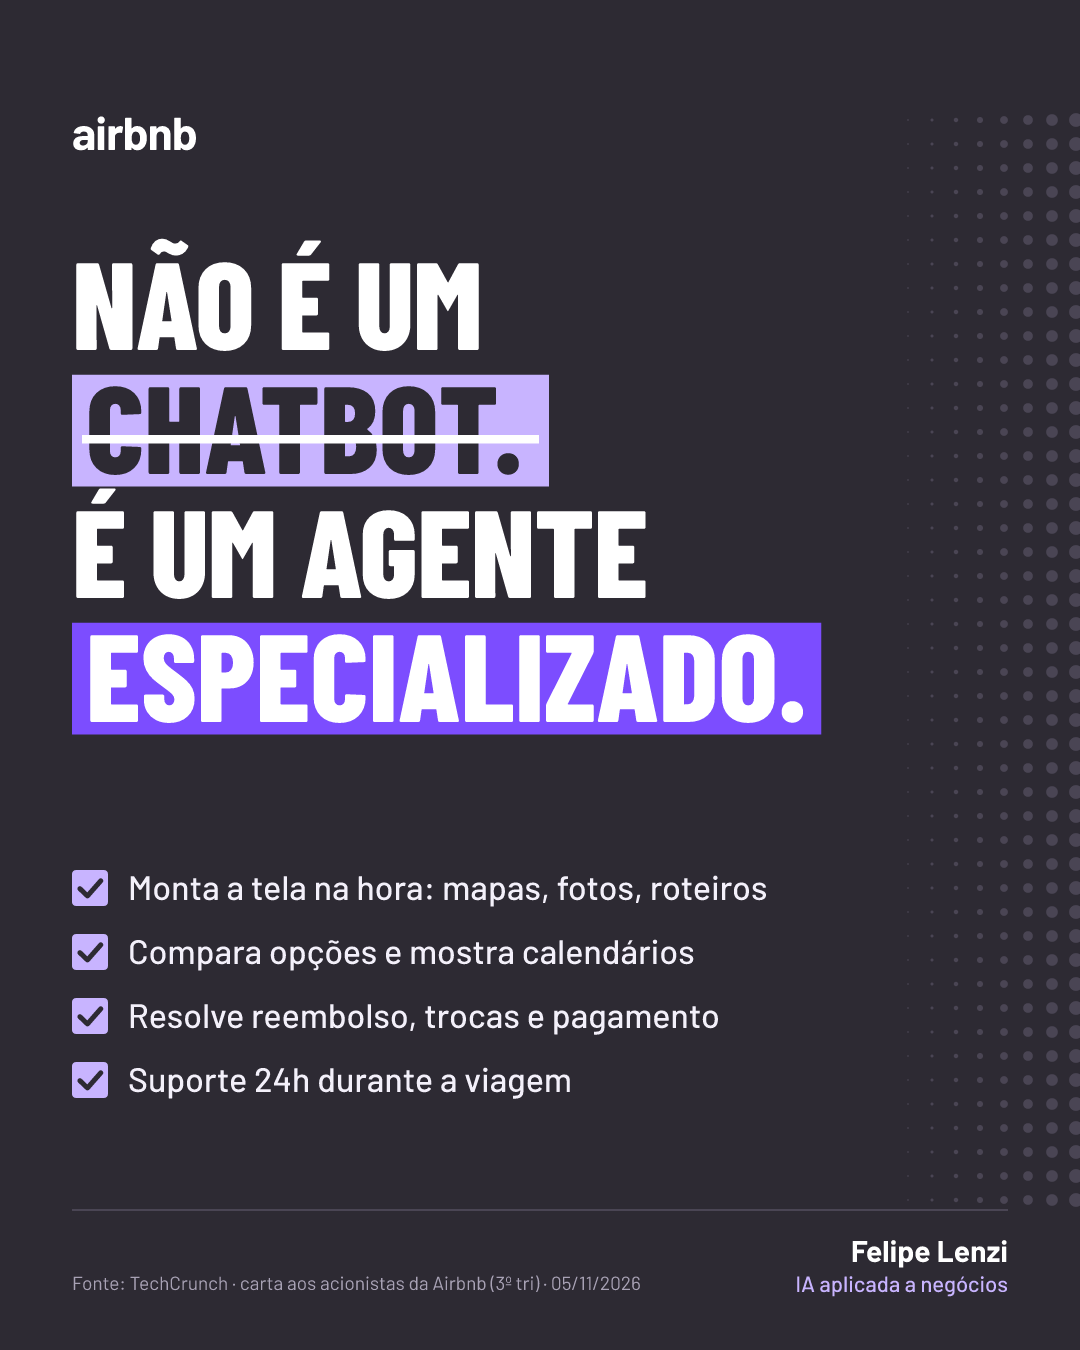 airbnb
NÃO É UM
CHATBOT.
É UM AGENTE
ESPECIALIZADO.
Monta a tela na hora: mapas, fotos, roteiros
Compara opções e mostra calendários
Resolve reembolso, trocas e pagamento
Suporte 24h durante a viagem
Felipe Lenzi
Fonte: TechCrunch · carta aos acionistas da Airbnb (3º tri) · 05/11/2026
IA aplicada a negócios